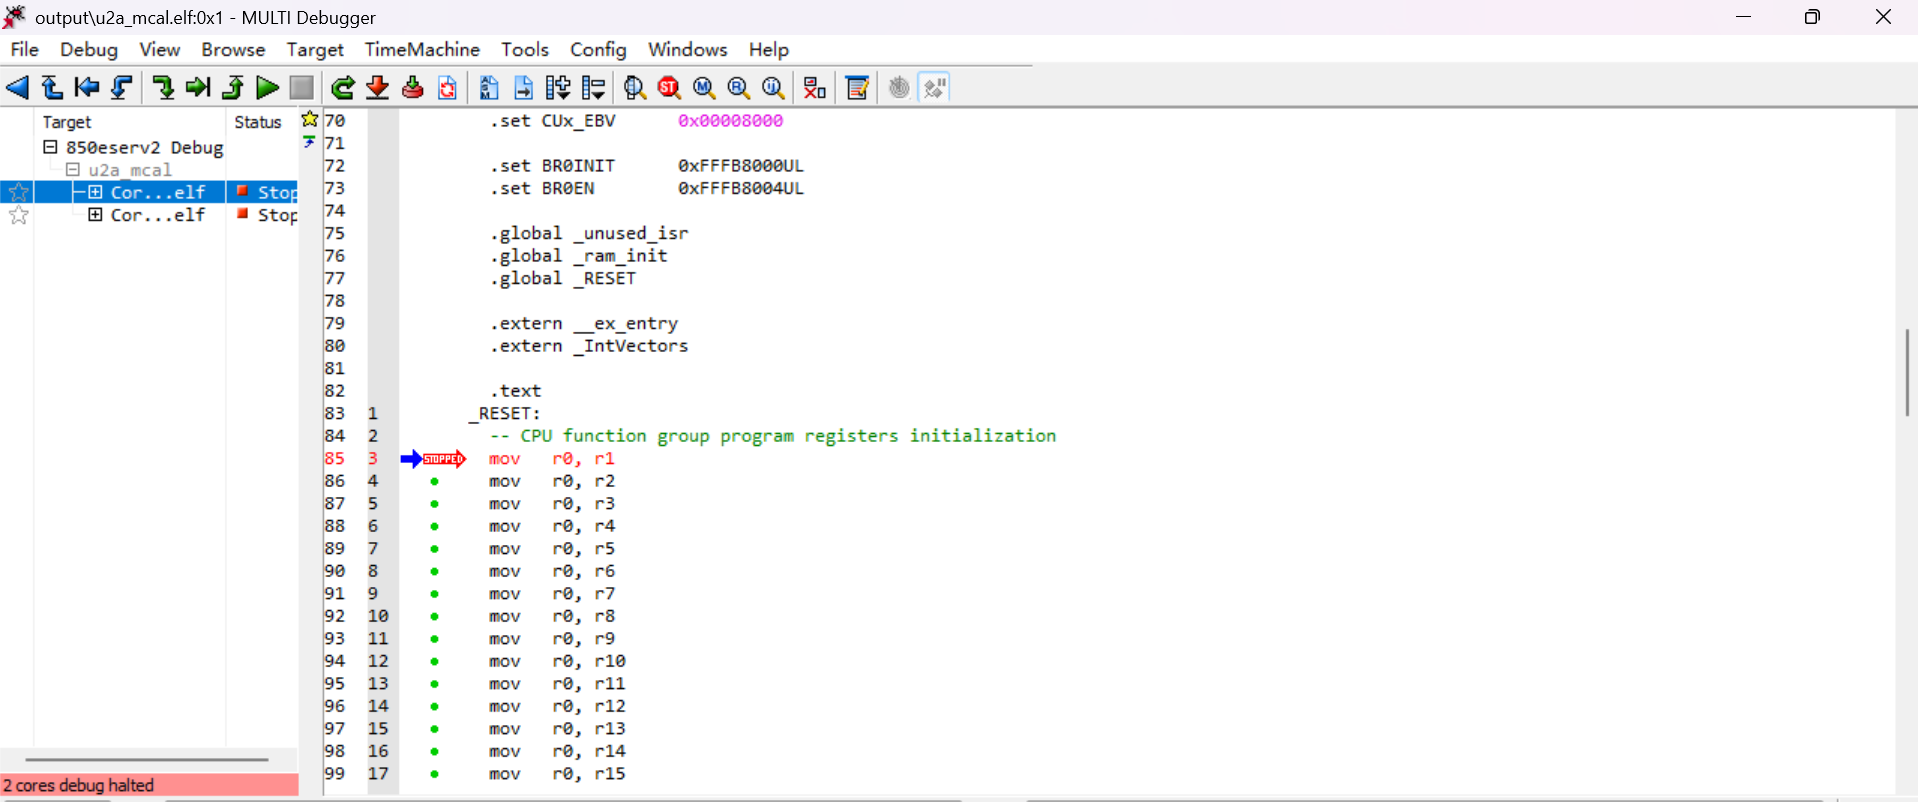 output\u2a_mcal.elf:0x1 - MULTI Debugger
File Debug View Browse Target TimeMachine Tools Config Windows Help
Target Status
850eserv2 Debug
u2a_mcal
Cor...elf Stop
Cor...elf Stop
2 cores debug halted
70 .set CUx_EBV 0x00008000
71
72 .set BR0INIT 0xFFFB8000UL
73 .set BR0EN 0xFFFB8004UL
74
75 .global _unused_isr
76 .global _ram_init
77 .global _RESET
78
79 .extern __ex_entry
80 .extern _IntVectors
81
82 .text
83 1 _RESET:
84 2 -- CPU function group program registers initialization
85 3 STOPPED mov r0, r1
86 4 mov r0, r2
87 5 mov r0, r3
88 6 mov r0, r4
89 7 mov r0, r5
90 8 mov r0, r6
91 9 mov r0, r7
92 10 mov r0, r8
93 11 mov r0, r9
94 12 mov r0, r10
95 13 mov r0, r11
96 14 mov r0, r12
97 15 mov r0, r13
98 16 mov r0, r14
99 17 mov r0, r15